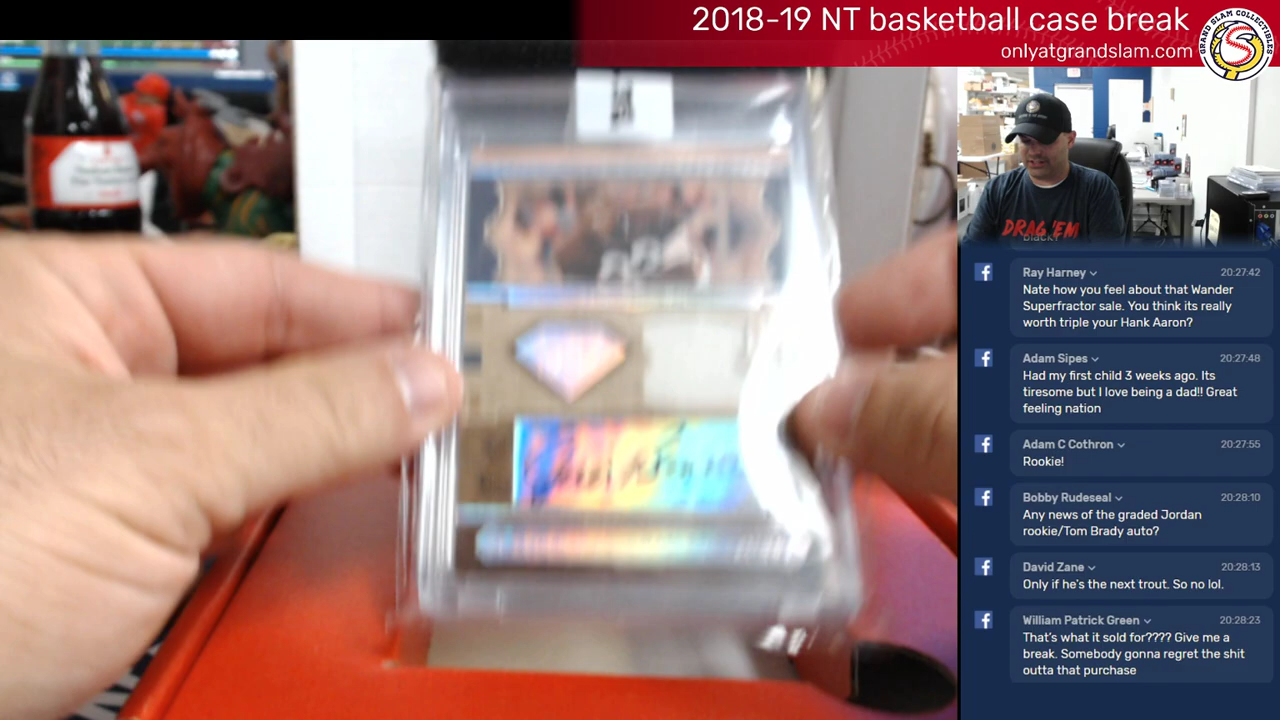 2018-19 NT basketball case break
onlyatgrandslam.com
GRAND SLAM COLLECTIBLES
DRAG 'EM
Ray Harney
20:27:42
Nate how you feel about that Wander
Superfractor sale. You think its really
worth triple your Hank Aaron?
Adam Sipes
20:27:48
Had my first child 3 weeks ago. Its
tiresome but I love being a dad!! Great
feeling nation
Adam C Cothron
20:27:55
Rookie!
Bobby Rudeseal
20:28:10
Any news of the graded Jordan
rookie/Tom Brady auto?
David Zane
20:28:13
Only if he's the next trout. So no lol.
William Patrick Green
20:28:23
That's what it sold for???? Give me a
break. Somebody gonna regret the shit
outta that purchase